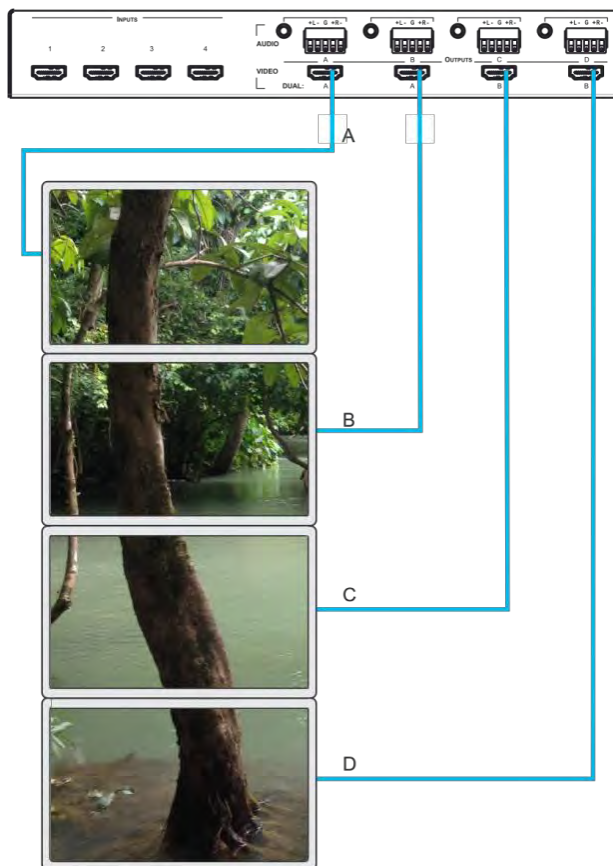 INPUTS
+L- G +R- +L- G +R- +L- G +R- +L- G +R-
1 2 3 4
AUDIO
A B OUTPUTS C D
VIDEO
DUAL: A A B B
A
B
C
D